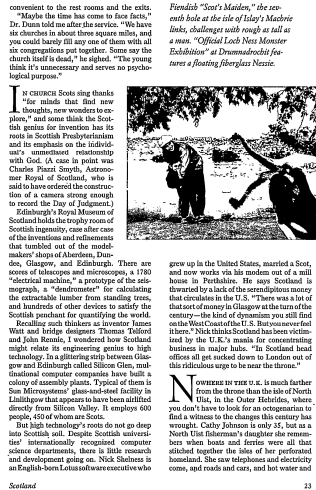 convenient to the rest rooms and the exits.
"Maybe the time has come to face facts,"
Dr. Dunn told me after the service. "We have
six churches in about three square miles, and
you could barely fill any one of them with all
six congregations put together. Some say the
church itself is dead," he sighed. "The young
think it's unnecessary and serves no psycho-
logical purpose."
IN CHURCH Scots sing thanks
"for minds that find new
thoughts, new wonders to ex-
plore," and some think the Scot-
tish genius for invention has its
roots in Scottish Presbyterianism
and its emphasis on the individ-
ual's unmediated relationship
with God. (A case in point was
Charles Piazzi Smyth, Astrono-
mer Royal of Scotland, who is
said to have ordered the construc-
tion of a camera strong enough
to record the Day of Judgment.)
Edinburgh's Royal Museum of
Scotland holds the trophy room of
Scottish ingenuity, case after case
of the inventions and refinements
that tumbled out of the model-
makers' shops of Aberdeen, Dun-
dee, Glasgow, and Edinburgh. There are
scores of telescopes and microscopes, a 1780
"electrical machine," a prototype of the seis-
mograph, a "dendrometer" for calculating
the extractable lumber from standing trees,
and hundreds of other devices to satisfy the
Scottish penchant for quantifying the world.
Recalling such thinkers as inventor James
Watt and bridge designers Thomas Telford
and John Rennie, I wondered how Scotland
might relate its engineering genius to high
technology. In a glittering strip between Glas-
gow and Edinburgh called Silicon Glen, mul-
tinational computer companies have built a
colony of assembly plants. Typical of them is
Sun Microsystems' glass-and-steel facility in
Linlithgow that appears to have been airlifted
directly from Silicon Valley. It employs 600
people, 450 of whom are Scots.
But high technology's roots do not go deep
into Scottish soil. Despite Scottish universi-
ties' internationally recognized computer
science departments, there is little research
and development going on. Nick Shelness is
an English-born Lotus software executive who
Fiendish "Scot's Maiden," the sev-
enth hole at the isle of Islay's Machrie
links, challenges with rough as tall as
a man. "Official Loch Ness Monster
Exhibition" at Drumnadrochit fea-
tures a floating fiberglass Nessie.
grew up in the United States, married a Scot,
and now works via his modem out of a mill
house in Perthshire. He says Scotland is
thwarted by a lack of the serendipitous money
that circulates in the U.S. "There was a lot of
that sort of money in Glasgow at the turn of the
century—the kind of dynamism you still find
on the West Coast of the U.S. But you never feel
it here." Nick thinks Scotland has been victim-
ized by the U.K.'s mania for concentrating
business in major hubs. "In Scotland head
offices all get sucked down to London out of
this ridiculous urge to be near the throne."
NOWHERE IN THE U.K. is much farther
from the throne than the isle of North
Uist, in the Outer Hebrides, where
you don't have to look for an octogenarian to
find a witness to the changes this century has
wrought. Cathy Johnson is only 35, but as a
North Uist fisherman's daughter she remem-
bers when boats and ferries were all that
stitched together the isles of her perforated
homeland. She saw telephones and electricity
come, and roads and cars, and hot water and
Scotland
23